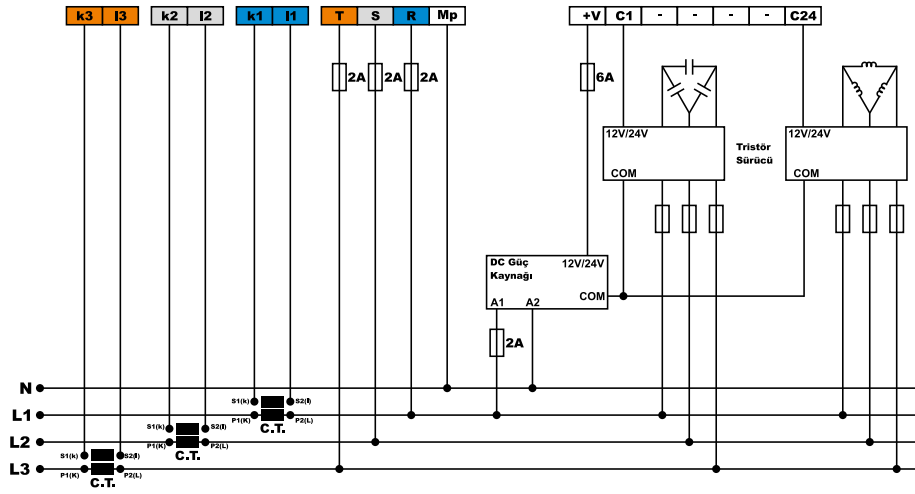 k3 l3 k2 l2 k1 l1 T S R Mp +V C1 - - - - C24
2A 2A 2A 6A
12V/24V 12V/24V
Tristör
Sürücü
COM COM
DC Güç
Kaynağı
12V/24V
COM
A1 A2
2A
N
S1(k) S2(l)
L1 P1(K) P2(L)
C.T.
S1(k) S2(l)
L2 P1(K) P2(L)
C.T.
S1(k) S2(l)
L3 P1(K) P2(L)
C.T.